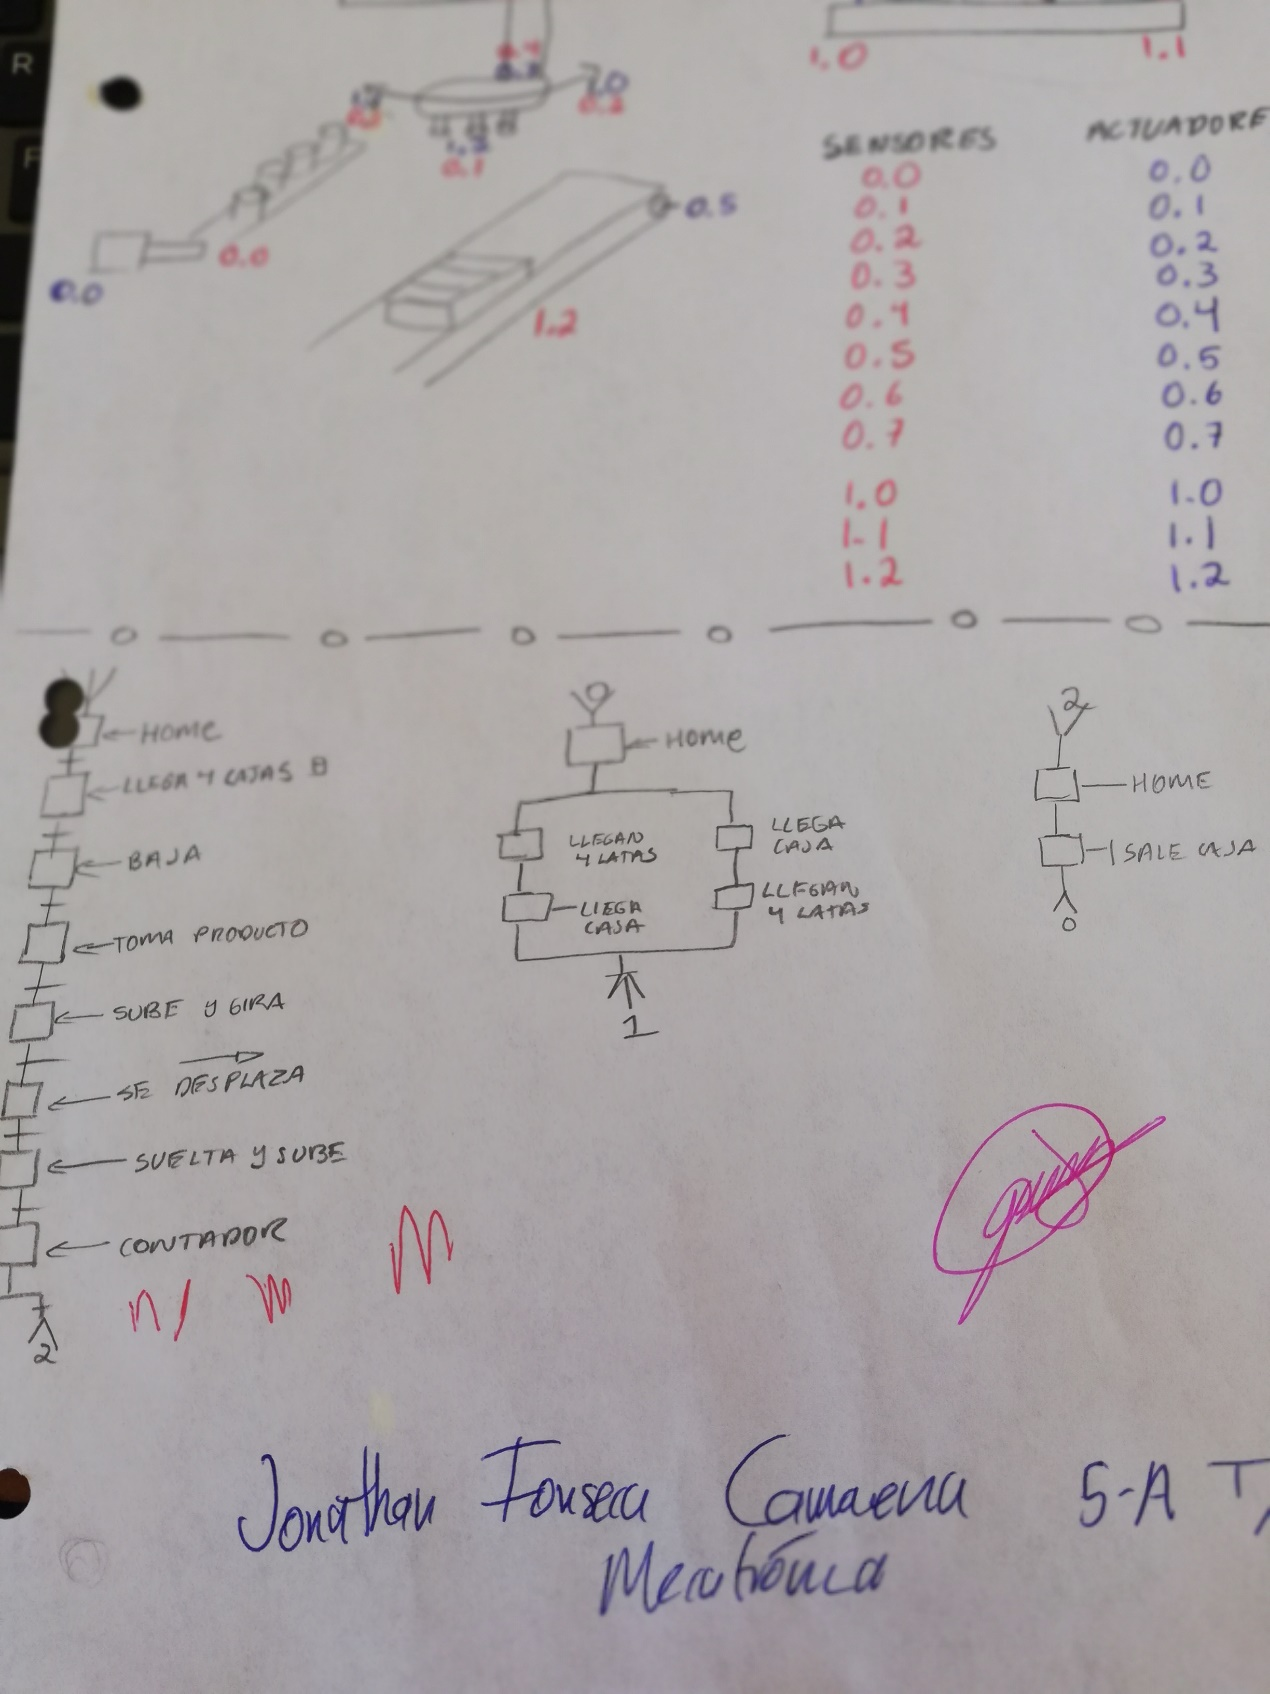 R
F
1.0 1.1
0.2
0.1
0.0
0.0
0.5
1.2
SENSORES ACTUADORE
0.0 0.0
0.1 0.1
0.2 0.2
0.3 0.3
0.4 0.4
0.5 0.5
0.6 0.6
0.7 0.7
1.0 1.0
1.1 1.1
1.2 1.2
HOME
LLEGA 4 CAJAS
BAJA
TOMA PRODUCTO
SUBE Y GIRA
SE DESPLAZA
SUELTA Y SUBE
CONTADOR
2
0
HOME
LLEGAN
4 LATAS
LLEGA
CAJA
LLEGA
CAJA
LLEGAN
4 LATAS
1
2
HOME
SALE CAJA
0
Jonathan Fonseca Camarena 5-A T/
Mecatrónica